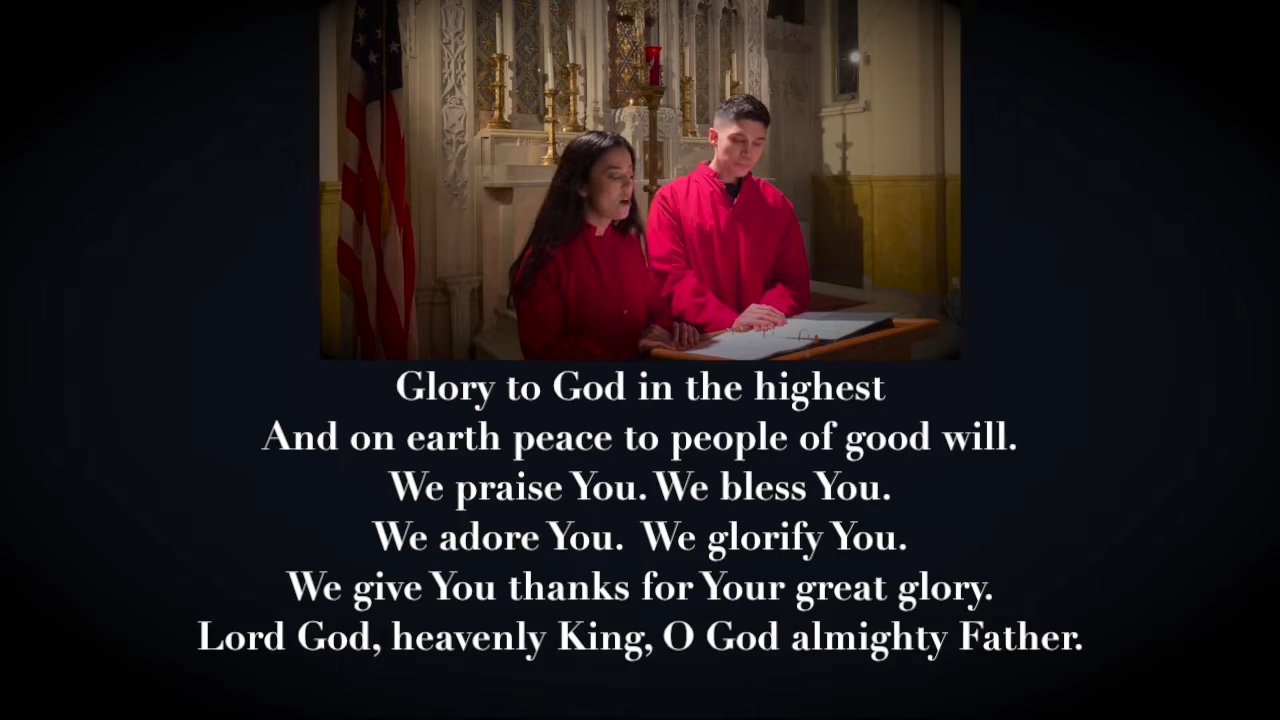 Glory to God in the highest
And on earth peace to people of good will.
We praise You. We bless You.
We adore You. We glorify You.
We give You thanks for Your great glory.
Lord God, heavenly King, O God almighty Father.